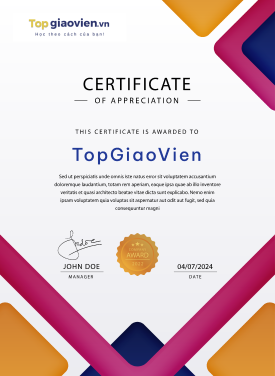 Topgiaovien.vn
Học theo cách của bạn!
CERTIFICATE
OF APPRECIATION
THIS CERTIFICATE IS AWARDED TO
TopGiaoVien
Sed ut perspiciatis unde omnis iste natus error sit voluptatem accusantium
doloremque laudantium, totam rem aperiam, eaque ipsa quae ab illo inventore
veritatis et quasi architecto beatae vitae dicta sunt explicabo. Nemo enim
ipsam voluptatem quia voluptas sit aspernatur aut odit aut fugit, sed quia
consequuntur magni
JOHN DOE
MANAGER
AWARD
04/07/2024
DATE